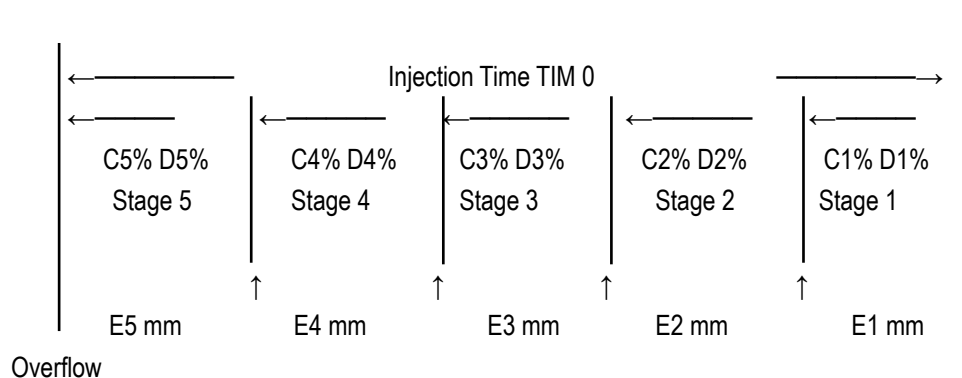 Injection Time TIM 0
C5% D5% C4% D4% C3% D3% C2% D2% C1% D1%
Stage 5 Stage 4 Stage 3 Stage 2 Stage 1
E5 mm E4 mm E3 mm E2 mm E1 mm
Overflow